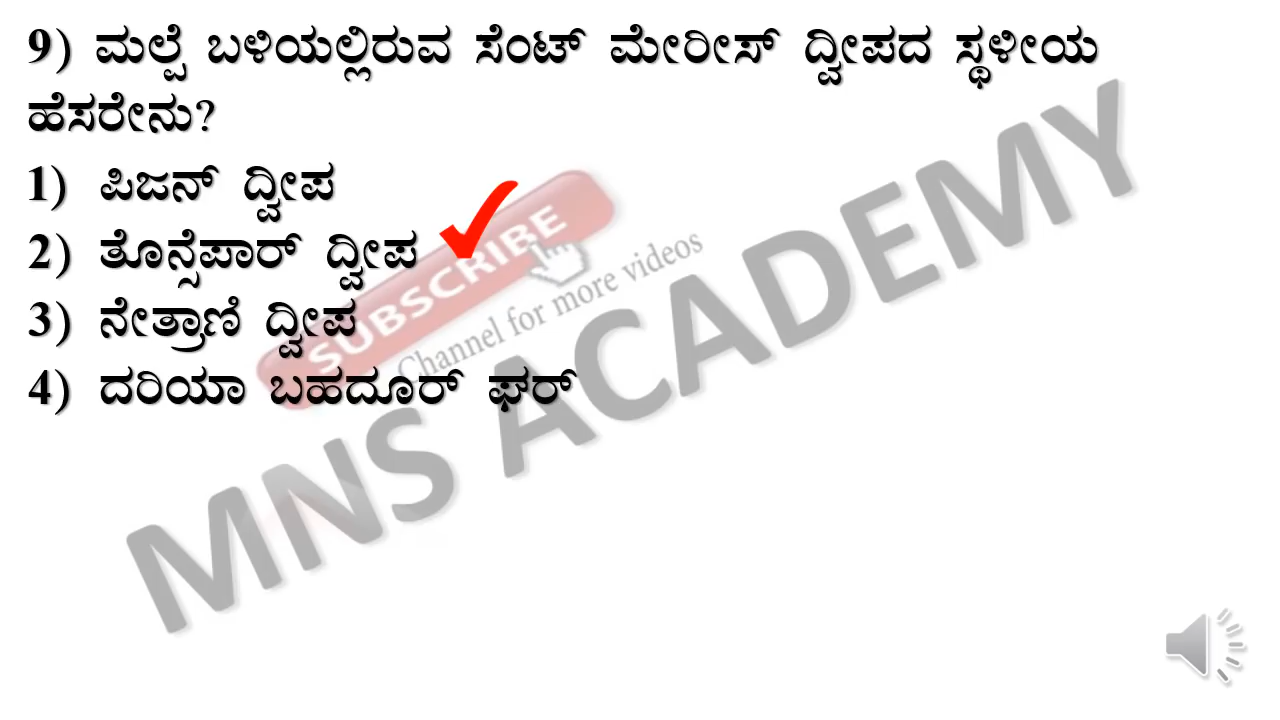 9) ಮಲ್ಪೆ ಬಳಿಯಲ್ಲಿರುವ ಸೆಂಟ್ ಮೇರೀಸ್ ದ್ವೀಪದ ಸ್ಥಳೀಯ
ಹೆಸರೇನು?
1) ಪಿಜನ್ ದ್ವೀಪ
2) ತೊನ್ಸೆಪಾರ್ ದ್ವೀಪ
3) ನೇತ್ರಾಣಿ ದ್ವೀಪ
4) ದರಿಯಾ ಬಹದೂರ್ ಘರ್
SUBSCRIBE
Channel for more videos
MNS ACADEMY